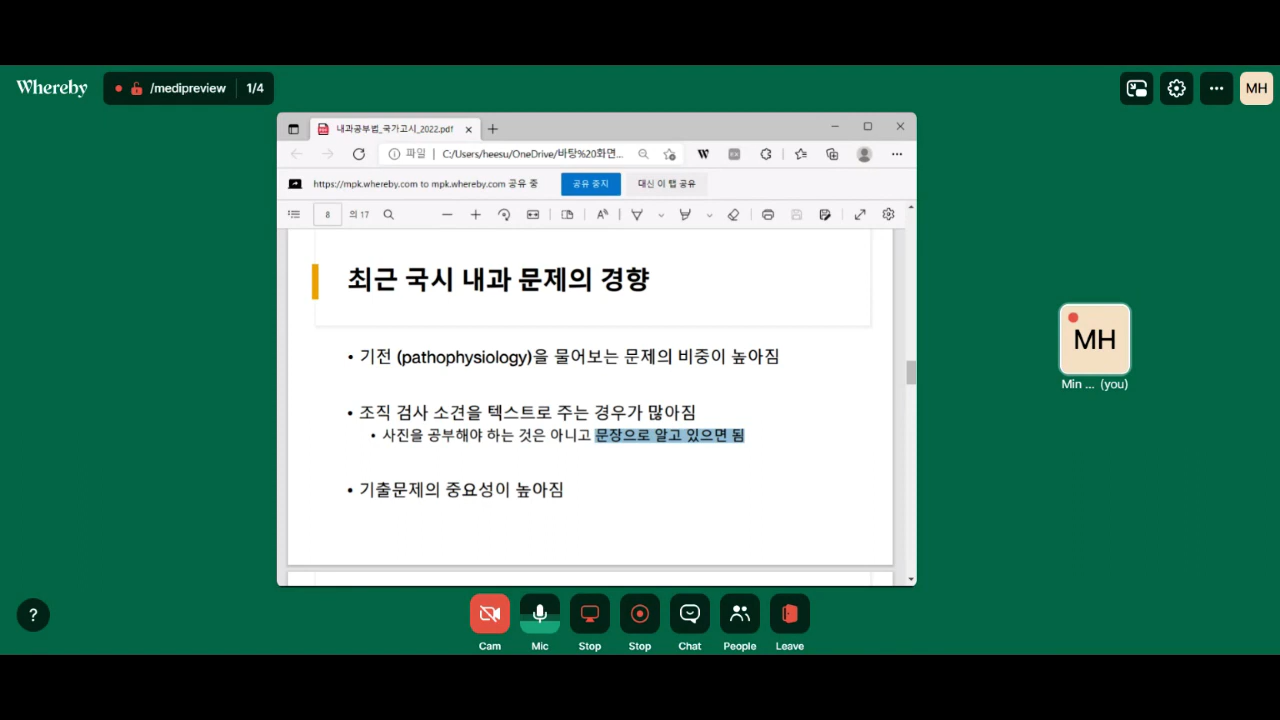 Whereby
/medipreview 1/4
MH
내과공부법_국가고시_2022.pdf
파일 C:/Users/heesu/OneDrive/바탕%20화면...
W
https://mpk.whereby.com to mpk.whereby.com 공유 중 공유 중지 대신 이 탭 공유
8 의 17
최근 국시 내과 문제의 경향
• 기전 (pathophysiology)을 물어보는 문제의 비중이 높아짐
• 조직 검사 소견을 텍스트로 주는 경우가 많아짐
• 사진을 공부해야 하는 것은 아니고 문장으로 알고 있으면 됨
• 기출문제의 중요성이 높아짐
MH
Min ... (you)
?
Cam Mic Stop Stop Chat People Leave